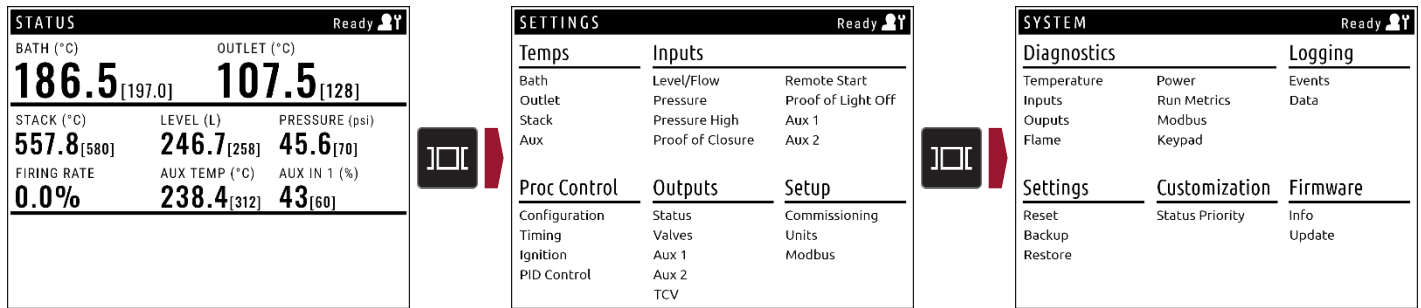 STATUS Ready
BATH (°C) OUTLET (°C)
186.5[197.0] 107.5[128]
STACK (°C) LEVEL (L) PRESSURE (psi)
557.8[580] 246.7[258] 45.6[70]
FIRING RATE AUX TEMP (°C) AUX IN 1 (%)
0.0% 238.4[312] 43[60]
SETTINGS Ready
Temps Inputs
Bath Level/Flow Remote Start
Outlet Pressure Proof of Light Off
Stack Pressure High Aux 1
Aux Proof of Closure Aux 2
Proc Control Outputs Setup
Configuration Status Commissioning
Timing Valves Units
Ignition Aux 1 Modbus
PID Control Aux 2
TCV
SYSTEM Ready
Diagnostics Logging
Temperature Power Events
Inputs Run Metrics Data
Ouputs Modbus
Flame Keypad
Settings Customization Firmware
Reset Status Priority Info
Backup Update
Restore